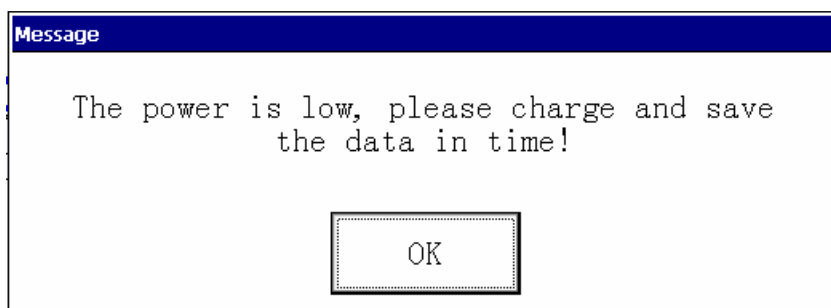 Message
The power is low, please charge and save
the data in time!
OK